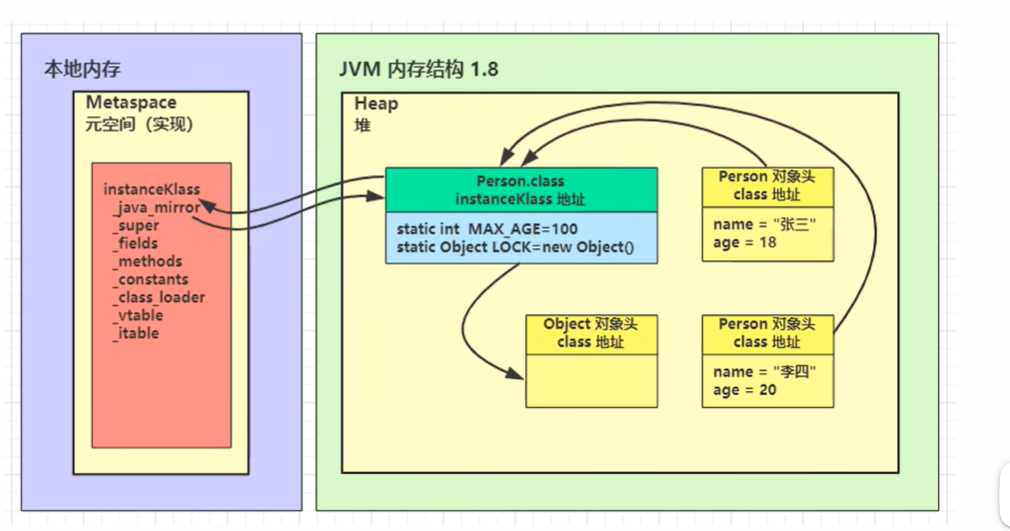 本地内存
Metaspace
元空间（实现）
instanceKlass
_java_mirror
_super
_fields
_methods
_constants
_class_loader
_vtable
_itable
JVM 内存结构 1.8
Heap
堆
Person.class
instanceKlass 地址
static int MAX_AGE=100
static Object LOCK=new Object()
Person 对象头
class 地址
name = "张三"
age = 18
Object 对象头
class 地址
Person 对象头
class 地址
name = "李四"
age = 20